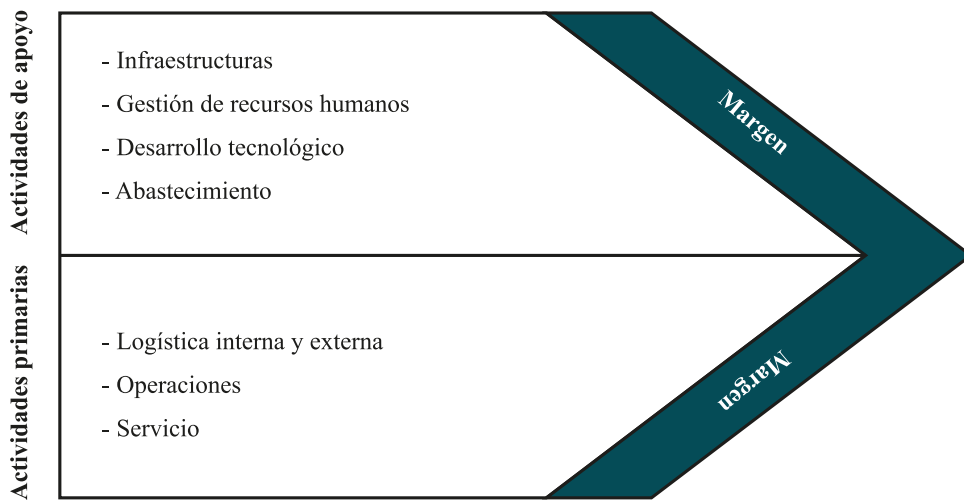 Actividades de apoyo
- Infraestructuras
- Gestión de recursos humanos
- Desarrollo tecnológico
- Abastecimiento
Margen
Actividades primarias
- Logística interna y externa
- Operaciones
- Servicio
Margen